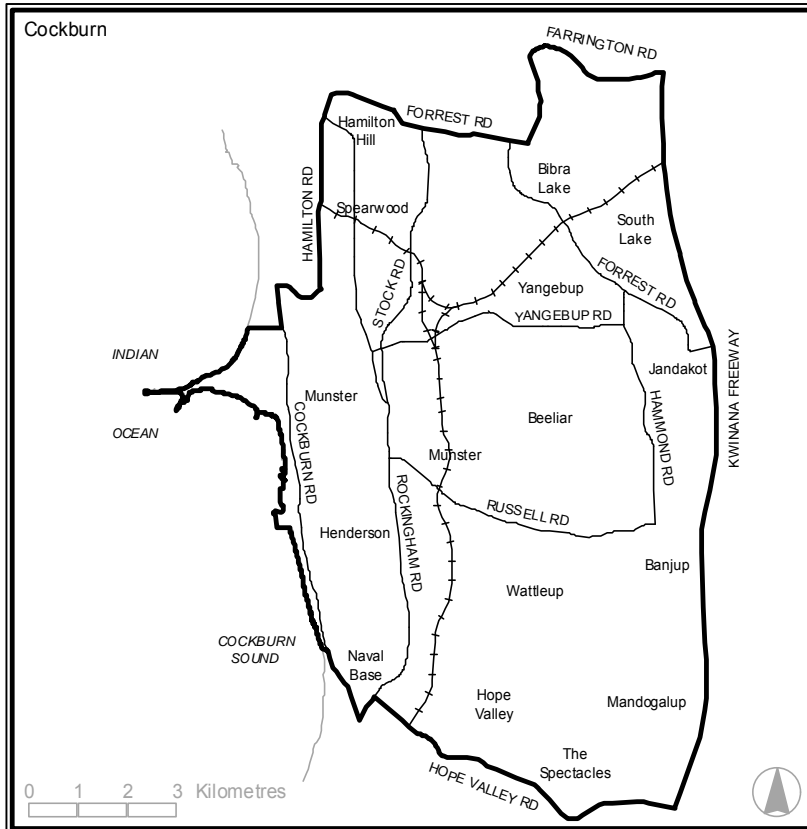 Cockburn
FARRINGTON RD
FORREST RD
Hamilton
Hill
Bibra
Lake
HAMILTON RD
Spearwood
South
Lake
STOCK RD
FORREST RD
Yangebup
YANGEBUP RD
INDIAN
OCEAN
Jandakot
Munster
COCKBURN RD
Beeliar
HAMMOND RD
KWINANA FREEWAY
Munster
ROCKINGHAM RD
RUSSELL RD
Henderson
Banjup
Wattleup
COCKBURN
SOUND
Naval
Base
Hope
Valley
Mandogalup
The
Spectacles
HOPE VALLEY RD
0 1 2 3 Kilometres